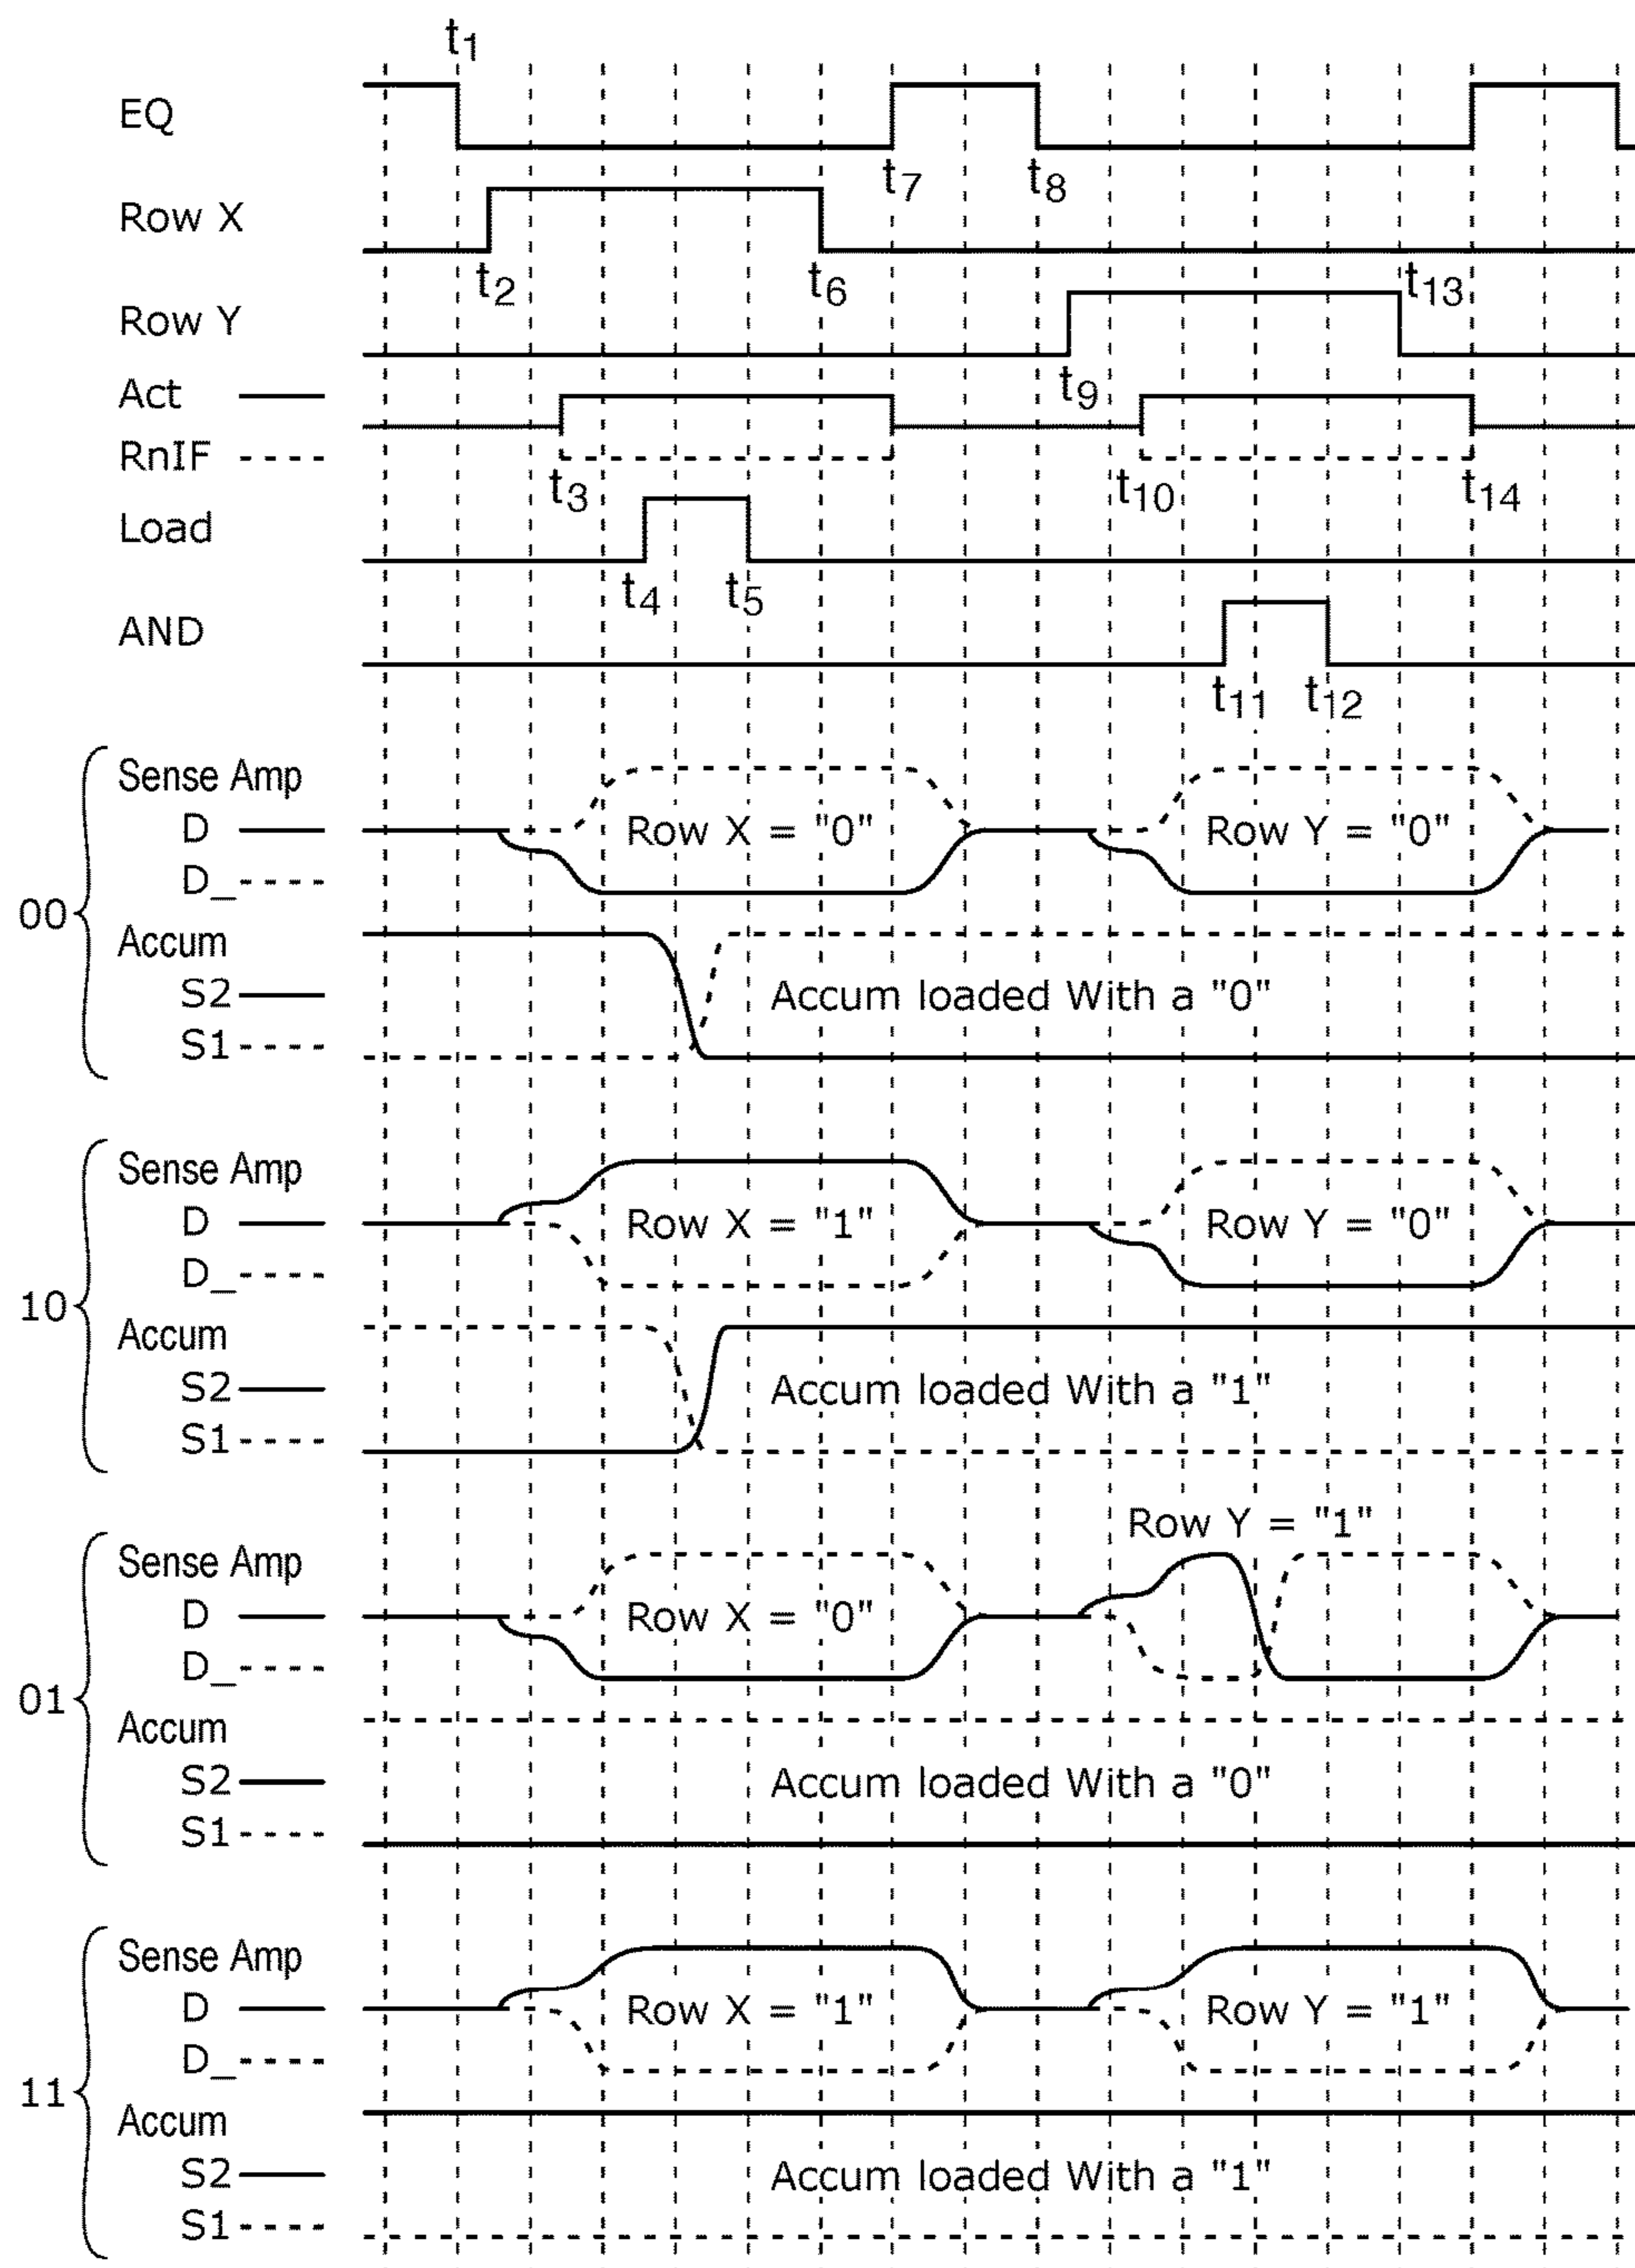 t1
EQ
t7 t8
Row X
t2 t6 t13
Row Y
t9
Act
RnIF
t3 t10 t14
Load
t4 t5
AND
t11 t12
Sense Amp
D Row X = "0" Row Y = "0"
D_
00
Accum
S2 Accum loaded With a "0"
S1
Sense Amp
D Row X = "1" Row Y = "0"
D_
10
Accum
S2 Accum loaded With a "1"
S1
Row Y = "1"
Sense Amp
D Row X = "0"
D_
01
Accum
S2 Accum loaded With a "0"
S1
Sense Amp
D Row X = "1" Row Y = "1"
D_
11
Accum
S2 Accum loaded With a "1"
S1